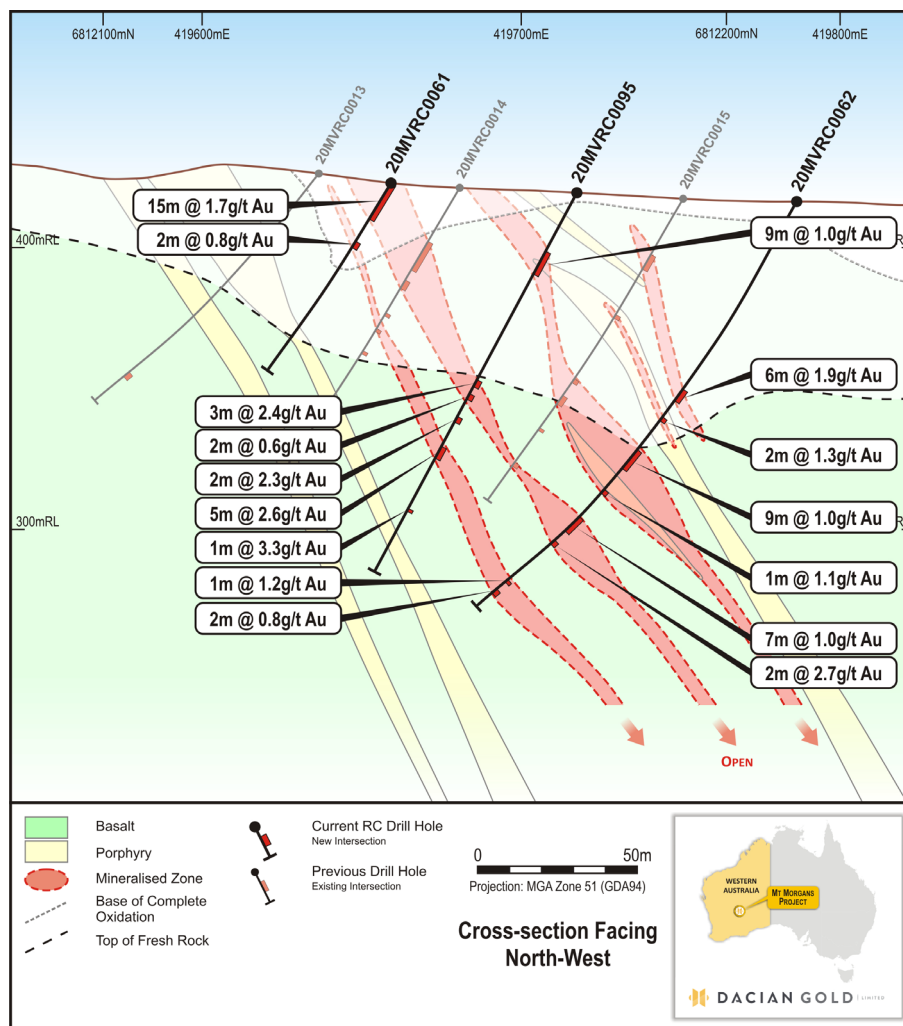 6812100mN
419600mE
419700mE
6812200mN
419800mE
20MVRC0013
20MVRC0061
20MVRC0014
20MVRC0095
20MVRC0015
20MVRC0062
15m @ 1.7g/t Au
2m @ 0.8g/t Au
9m @ 1.0g/t Au
400mRL
6m @ 1.9g/t Au
3m @ 2.4g/t Au
2m @ 0.6g/t Au
2m @ 1.3g/t Au
2m @ 2.3g/t Au
5m @ 2.6g/t Au
9m @ 1.0g/t Au
300mRL
1m @ 3.3g/t Au
1m @ 1.2g/t Au
1m @ 1.1g/t Au
2m @ 0.8g/t Au
7m @ 1.0g/t Au
2m @ 2.7g/t Au
OPEN
Basalt
Porphyry
Mineralised Zone
Base of Complete
Oxidation
Top of Fresh Rock
Current RC Drill Hole
New Intersection
Previous Drill Hole
Existing Intersection
0 50m
Projection: MGA Zone 51 (GDA94)
Cross-section Facing
North-West
WESTERN
AUSTRALIA
MT MORGANS
PROJECT
DACIAN GOLD LIMITED